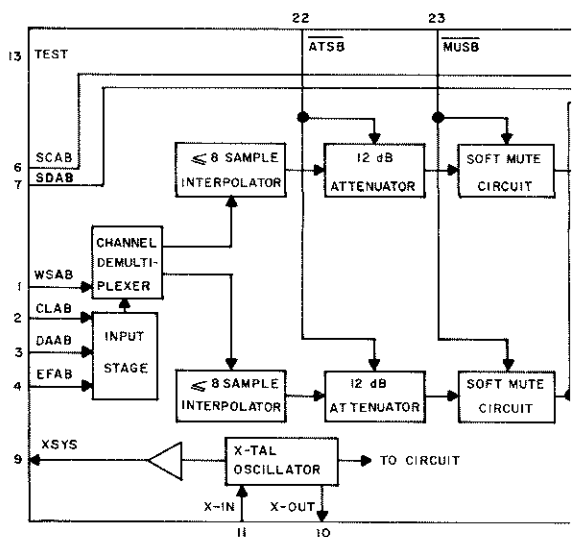 22
23
ATSB
MUSB
13 TEST
6 SCAB
7 SDAB
≤ 8 SAMPLE
INTERPOLATOR
12 dB
ATTENUATOR
SOFT MUTE
CIRCUIT
CHANNEL
DEMULTI-
PLEXER
1 WSAB
2 CLAB
3 DAAB
4 EFAB
INPUT
STAGE
≤ 8 SAMPLE
INTERPOLATOR
12 dB
ATTENUATOR
SOFT MUTE
CIRCUIT
9 XSYS
X-TAL
OSCILLATOR
TO CIRCUIT
X-IN
X-OUT
11
10